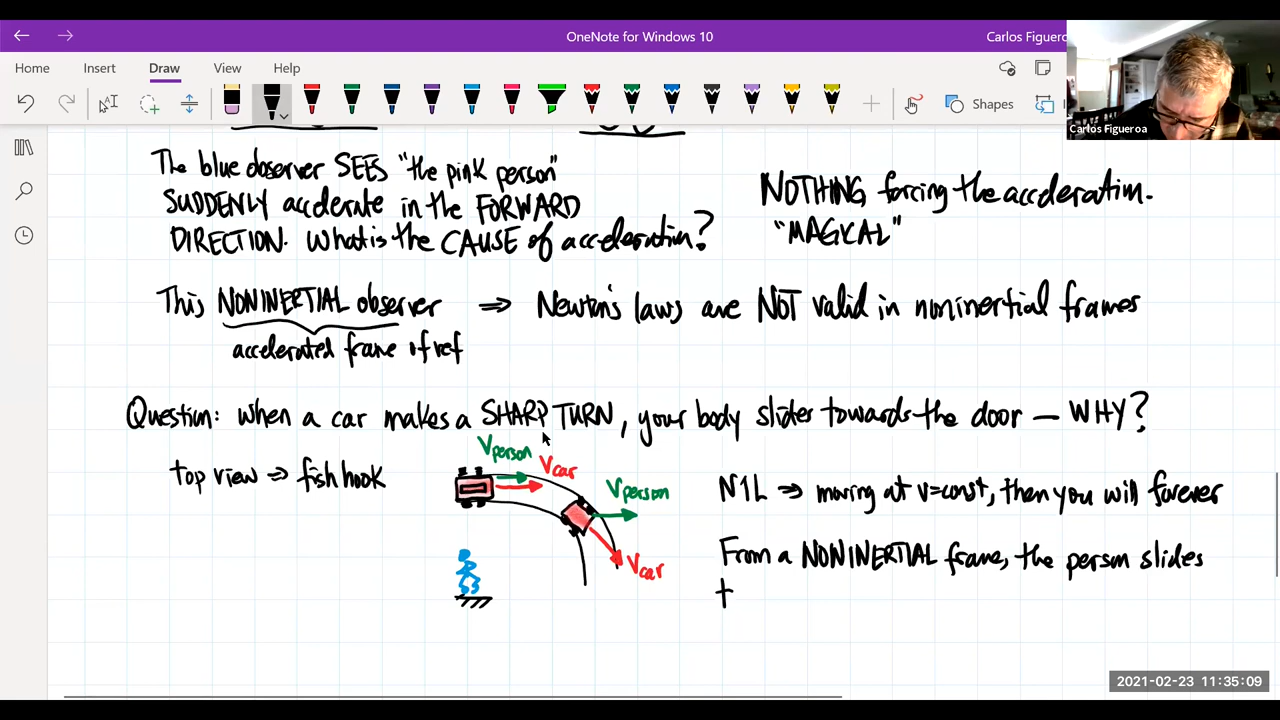 OneNote for Windows 10
Carlos Figueroa
Home
Insert
Draw
View
Help
Shapes
Carlos Figueroa
The blue observer SEES "the pink person"
SUDDENLY acclerate in the FORWARD
DIRECTION. What is the CAUSE of acceleration?
NOTHING forcing the acceleration.
"MAGICAL"
This NONINERTIAL observer ⇒ Newton's laws are NOT valid in noninertial frames
accelerated frame of ref
Question: when a car makes a SHARP TURN, your body slides towards the door — WHY?
top view ⇒ fish hook
Vperson
Vcar
Vperson
Vcar
N1L ⇒ moving at v=const, then you will forever
From a NONINERTIAL frame, the person slides
t
2021-02-23 11:35:09